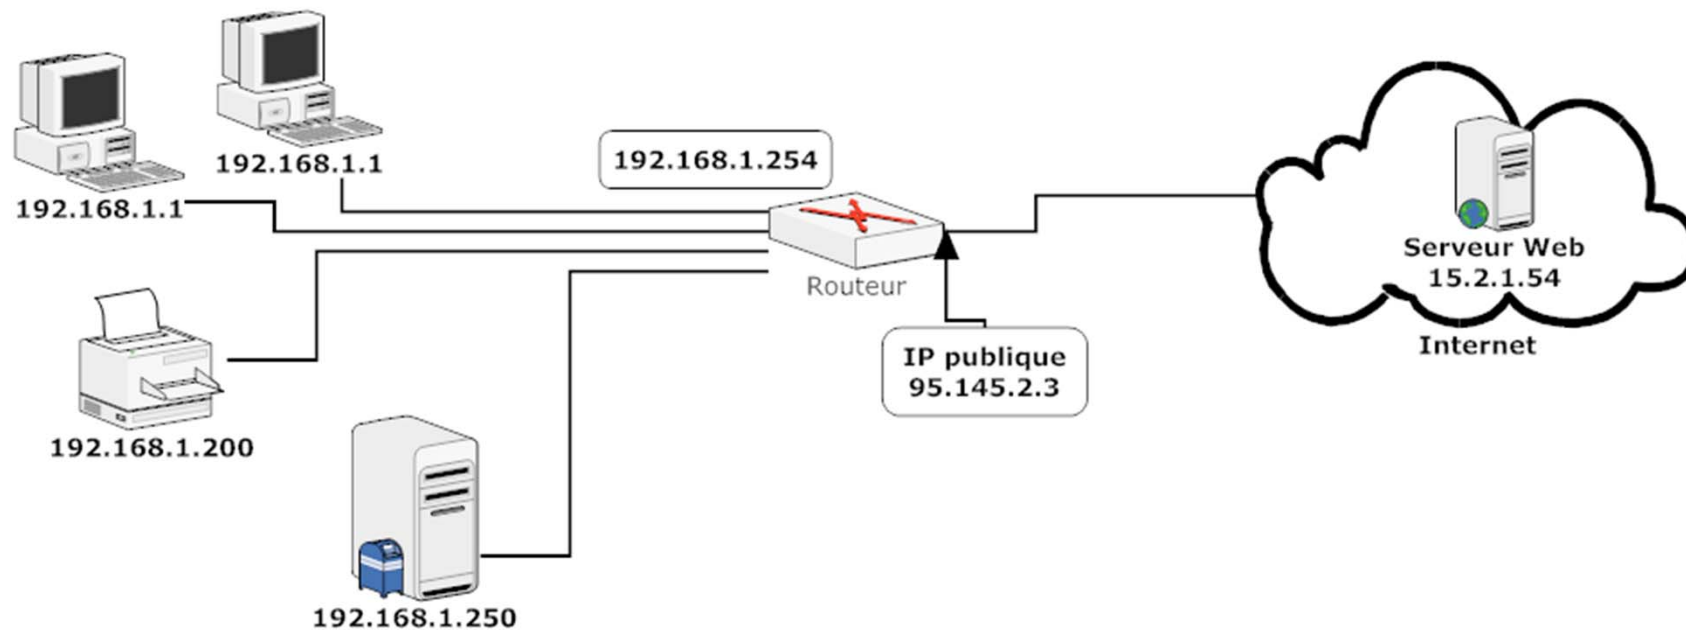 192.168.1.1
192.168.1.1
192.168.1.254
Routeur
IP publique
95.145.2.3
Serveur Web
15.2.1.54
Internet
192.168.1.200
192.168.1.250